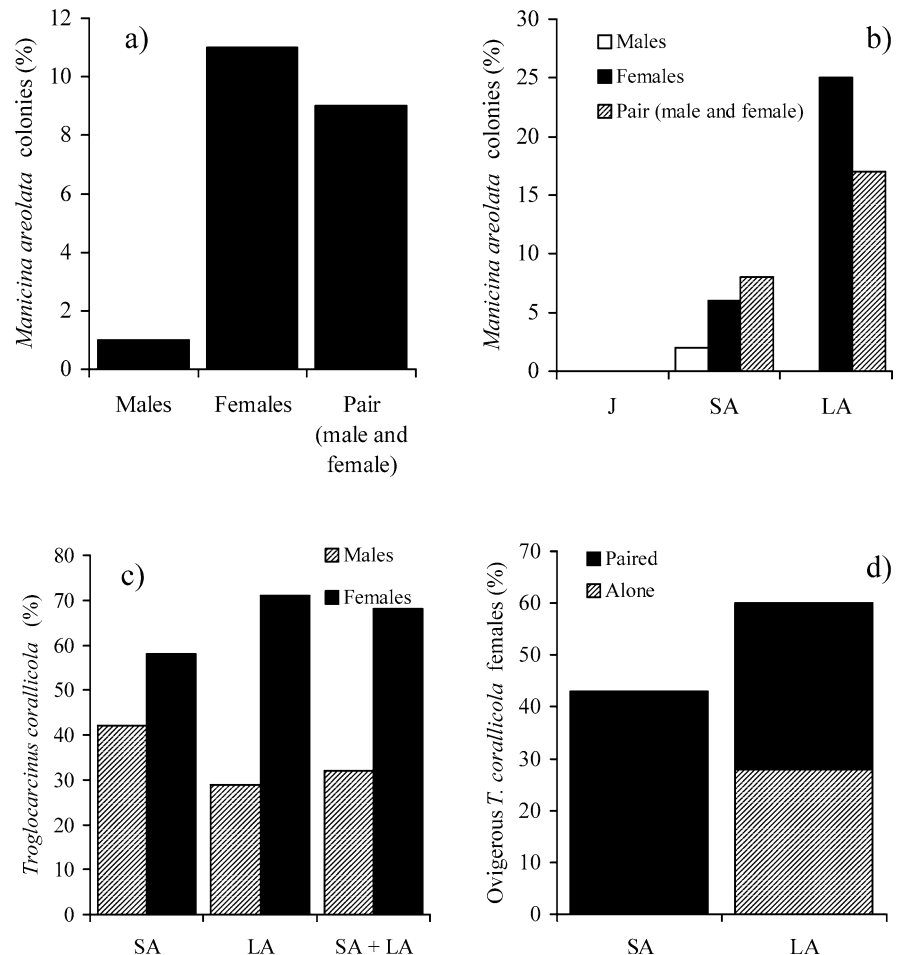 a)
Manicina areolata colonies (%)
12
10
8
6
4
2
0
Males
Females
Pair
(male and
female)
b)
Manicina areolata colonies (%)
30
25
20
15
10
5
0
Males
Females
Pair (male and female)
J
SA
LA
c)
Troglocarcinus corallicola (%)
80
70
60
50
40
30
20
10
0
Males
Females
SA
LA
SA + LA
d)
Ovigerous T. corallicola females (%)
70
60
50
40
30
20
10
0
Paired
Alone
SA
LA